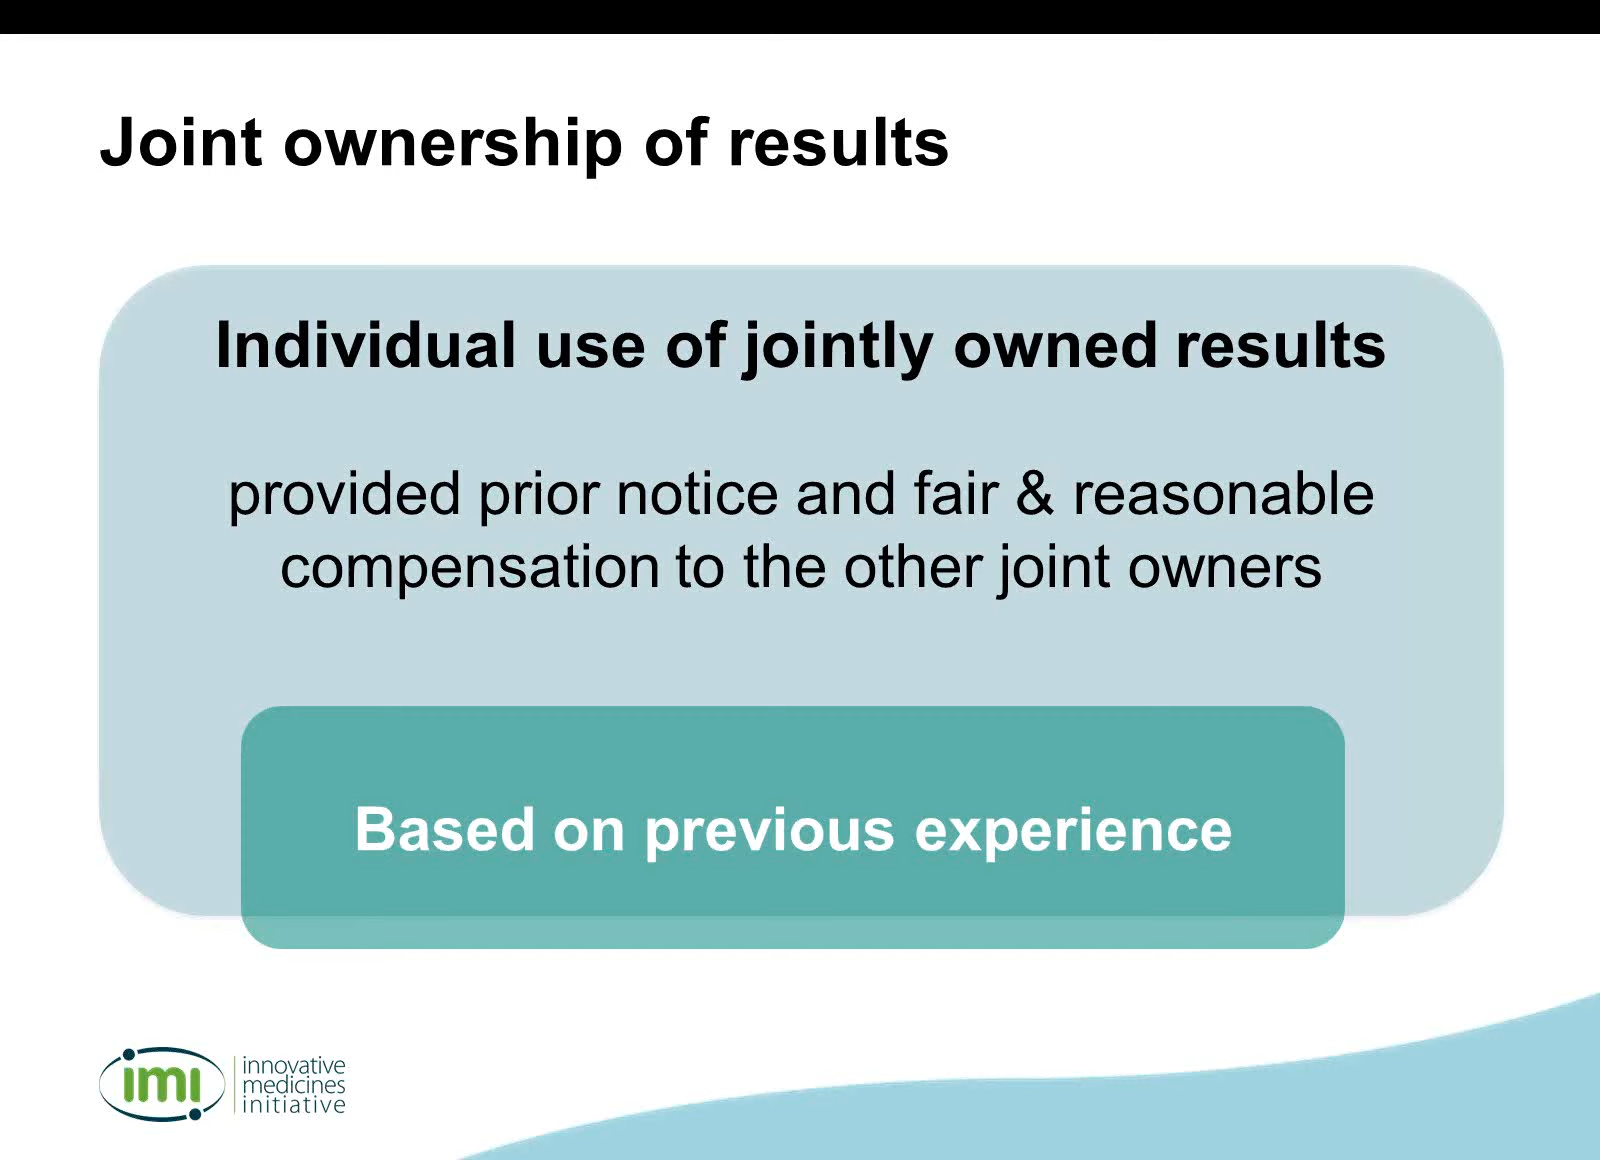 Joint ownership of results
Individual use of jointly owned results
provided prior notice and fair & reasonable
compensation to the other joint owners
Based on previous experience
imi
innovative
medicines
initiative